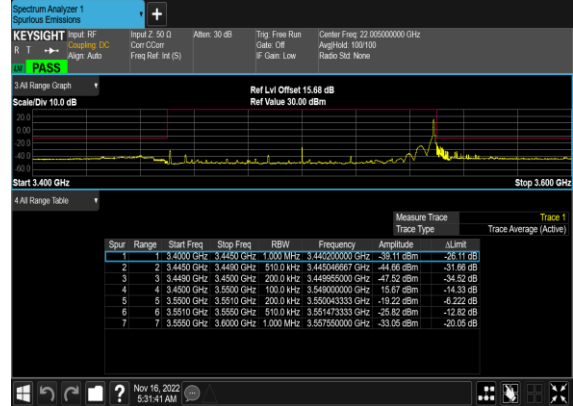 Spectrum Analyzer 1
Spurious Emissions
KEYSIGHT Input: RF Input Z: 50 Ω Atten: 30 dB Trig: Free Run Center Freq: 22.005000000 GHz
R T Coupling: DC Corr CCorr Gate: Off Avg|Hold: 100/100
Align: Auto Freq Ref: Int (S) IF Gain: Low Radio Std: None
PASS
3 All Range Graph Ref Lvl Offset 15.68 dB
Scale/Div 10.0 dB Ref Value 30.00 dBm
20.0
0.00
-20.0
-40.0
-60.0
Start 3.400 GHz Stop 3.600 GHz
4 All Range Table
Measure Trace Trace 1
Trace Type Trace Average (Active)
Spur Range Start Freq Stop Freq RBW Frequency Amplitude ΔLimit
1 1 3.4000 GHz 3.4450 GHz 1.000 MHz 3.440200000 GHz -39.11 dBm -26.11 dB
2 2 3.4450 GHz 3.4490 GHz 510.0 kHz 3.445046667 GHz -44.66 dBm -31.66 dB
3 3 3.4490 GHz 3.4500 GHz 200.0 kHz 3.449955000 GHz -47.52 dBm -34.52 dB
4 4 3.4500 GHz 3.5500 GHz 100.0 kHz 3.549000000 GHz 15.67 dBm -14.33 dB
5 5 3.5500 GHz 3.5510 GHz 200.0 kHz 3.550043333 GHz -19.22 dBm -6.222 dB
6 6 3.5510 GHz 3.5550 GHz 510.0 kHz 3.551473333 GHz -25.82 dBm -12.82 dB
7 7 3.5550 GHz 3.6000 GHz 1.000 MHz 3.557550000 GHz -33.05 dBm -20.05 dB
Nov 16, 2022
5:31:41 AM